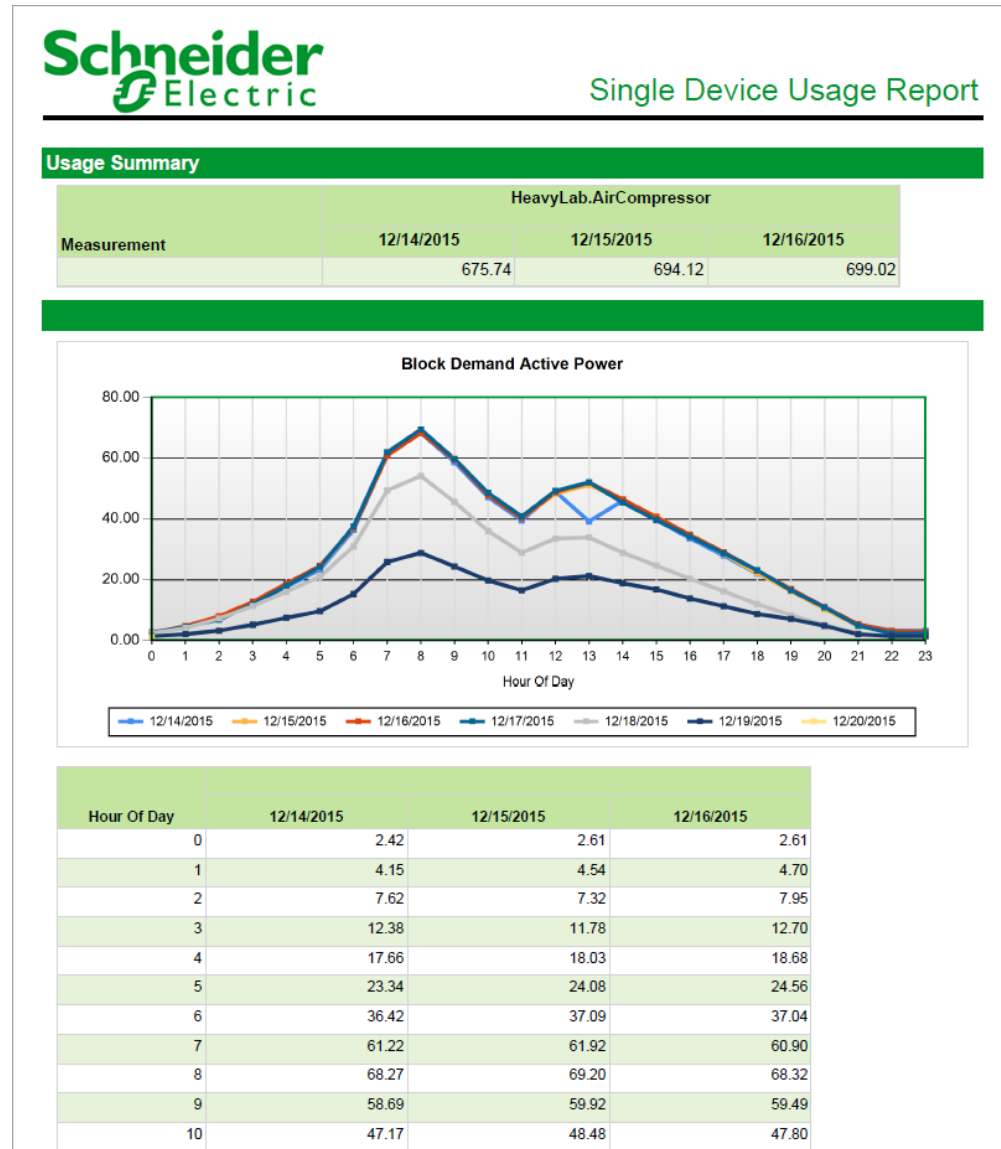 Schneider
Electric
Single Device Usage Report
Usage Summary
HeavyLab.AirCompressor
Measurement 12/14/2015 12/15/2015 12/16/2015
675.74 694.12 699.02
Block Demand Active Power
80.00
60.00
40.00
20.00
0.00
0 1 2 3 4 5 6 7 8 9 10 11 12 13 14 15 16 17 18 19 20 21 22 23
Hour Of Day
12/14/2015 12/15/2015 12/16/2015 12/17/2015 12/18/2015 12/19/2015 12/20/2015
Hour Of Day 12/14/2015 12/15/2015 12/16/2015
0 2.42 2.61 2.61
1 4.15 4.54 4.70
2 7.62 7.32 7.95
3 12.38 11.78 12.70
4 17.66 18.03 18.68
5 23.34 24.08 24.56
6 36.42 37.09 37.04
7 61.22 61.92 60.90
8 68.27 69.20 68.32
9 58.69 59.92 59.49
10 47.17 48.48 47.80